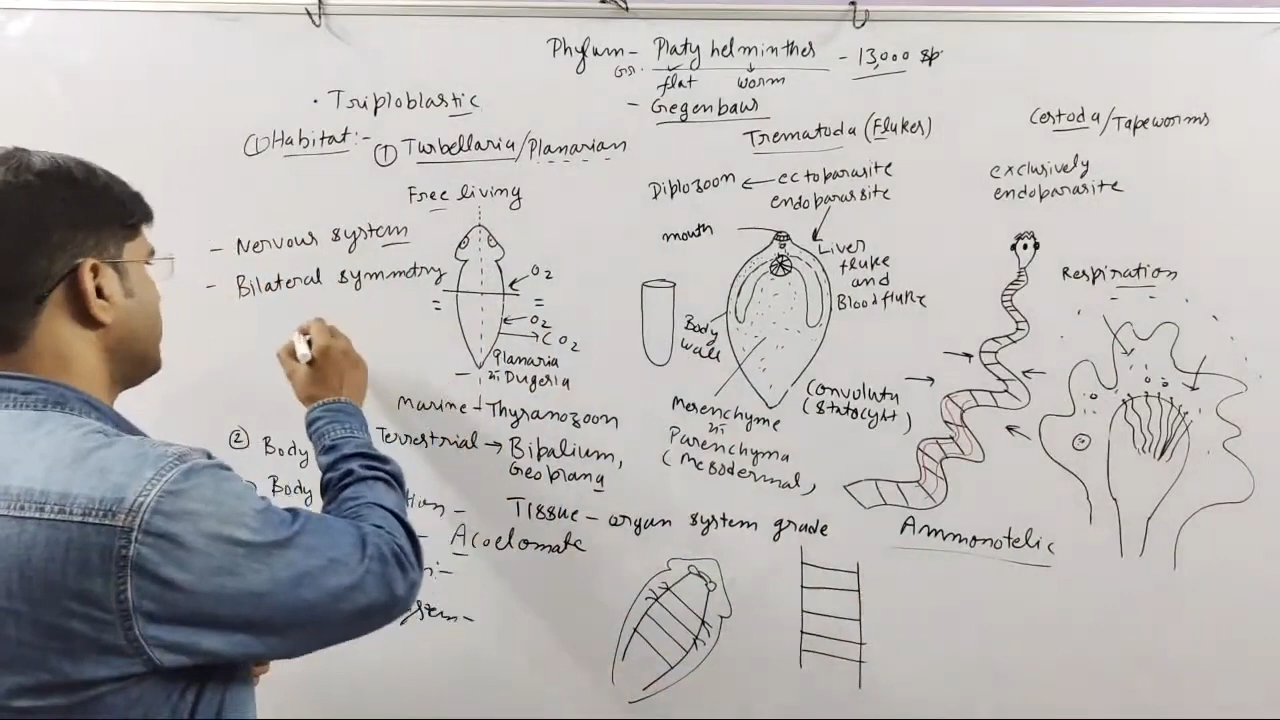 Phylum - Platy helminthes - 13,000 sp.
Gr. flat worm
- Gegenbaur
· Triploblastic
① Habitat :-
① Turbellaria/Planarian
Free living
- Nervous system
- Bilateral symmetry
O2
= =
O2
CO2
Planaria
Dugesia
Marine - Thyranozoon
Terrestrial → Bipalium,
Geoplana
② Body
Body
- Acoelomate
Tissue - organ system grade
Trematoda (Flukes)
Diplozoon ← ectoparasite
endoparasite
mouth
Liver
fluke
and
Blood fluke
Body
wall
Mesenchyme
Parenchyma
(Mesodermal)
Convoluta
(statocyst)
Cestoda/Tapeworms
exclusively
endoparasite
Respiration
Ammonotelic